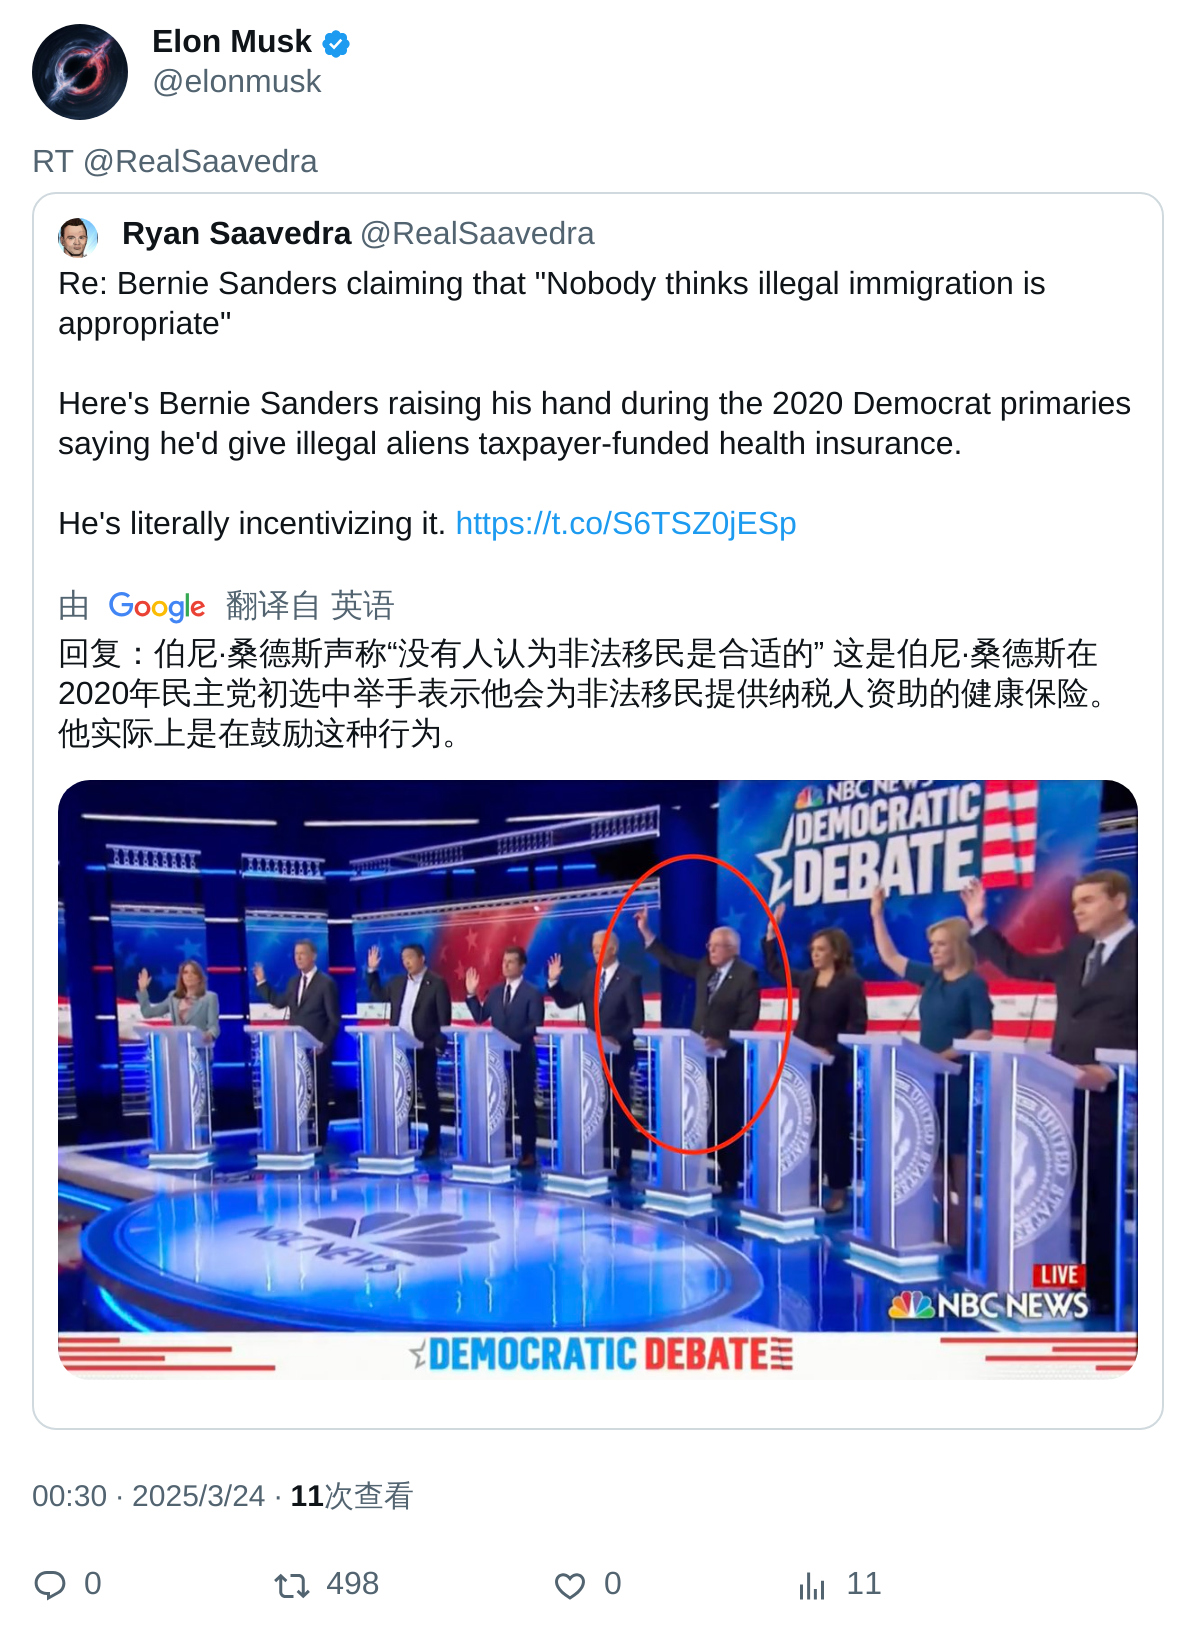 Elon Musk
@elonmusk
RT @RealSaavedra
Ryan Saavedra @RealSaavedra
Re: Bernie Sanders claiming that "Nobody thinks illegal immigration is
appropriate"
Here's Bernie Sanders raising his hand during the 2020 Democrat primaries
saying he'd give illegal aliens taxpayer-funded health insurance.
He's literally incentivizing it. https://t.co/S6TSZ0jESp
由 Google 翻译自 英语
回复：伯尼·桑德斯声称“没有人认为非法移民是合适的” 这是伯尼·桑德斯在
2020年民主党初选中举手表示他会为非法移民提供纳税人资助的健康保险。
他实际上是在鼓励这种行为。
NBC NEWS
DEMOCRATIC
DEBATE
NBC NEWS
LIVE
NBC NEWS
DEMOCRATIC DEBATE
00:30 · 2025/3/24 · 11次查看
0 498 0 11